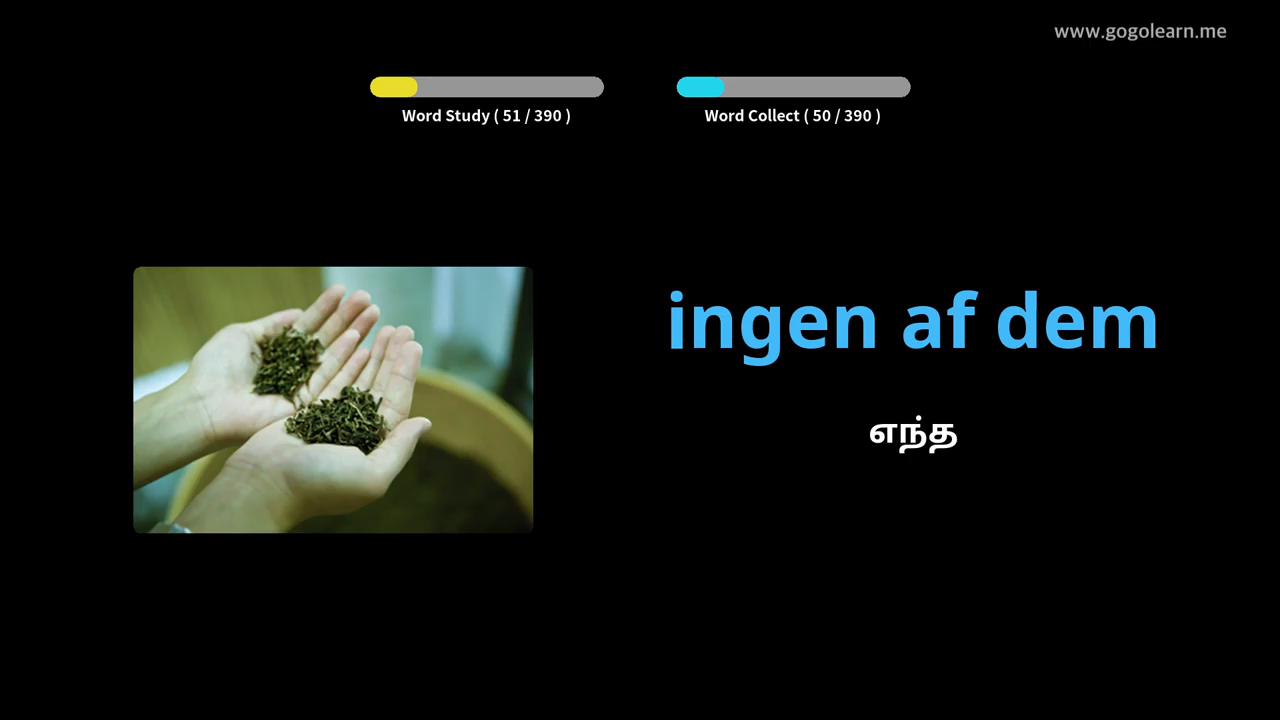 www.gogolearn.me
Word Study ( 51 / 390 )
Word Collect ( 50 / 390 )
ingen af dem
எந்த